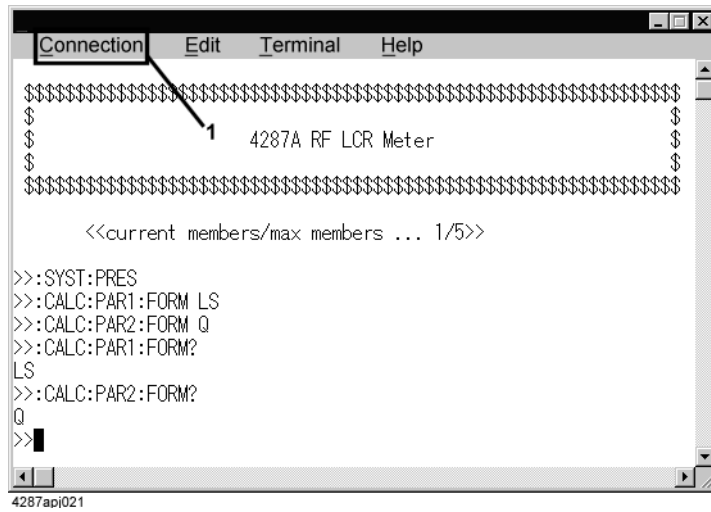 Connection Edit Terminal Help
1
$$$$$$$$$$$$$$$$$$$$$$$$$$$$$$$$$$$$$$$$$$$$$$$$$$$$$$$$$$$$$$$$
$ $
$ 4287A RF LCR Meter $
$ $
$$$$$$$$$$$$$$$$$$$$$$$$$$$$$$$$$$$$$$$$$$$$$$$$$$$$$$$$$$$$$$$$
<<current members/max members ... 1/5>>
>>:SYST:PRES
>>:CALC:PAR1:FORM LS
>>:CALC:PAR2:FORM Q
>>:CALC:PAR1:FORM?
LS
>>:CALC:PAR2:FORM?
Q
>>
4287apj021